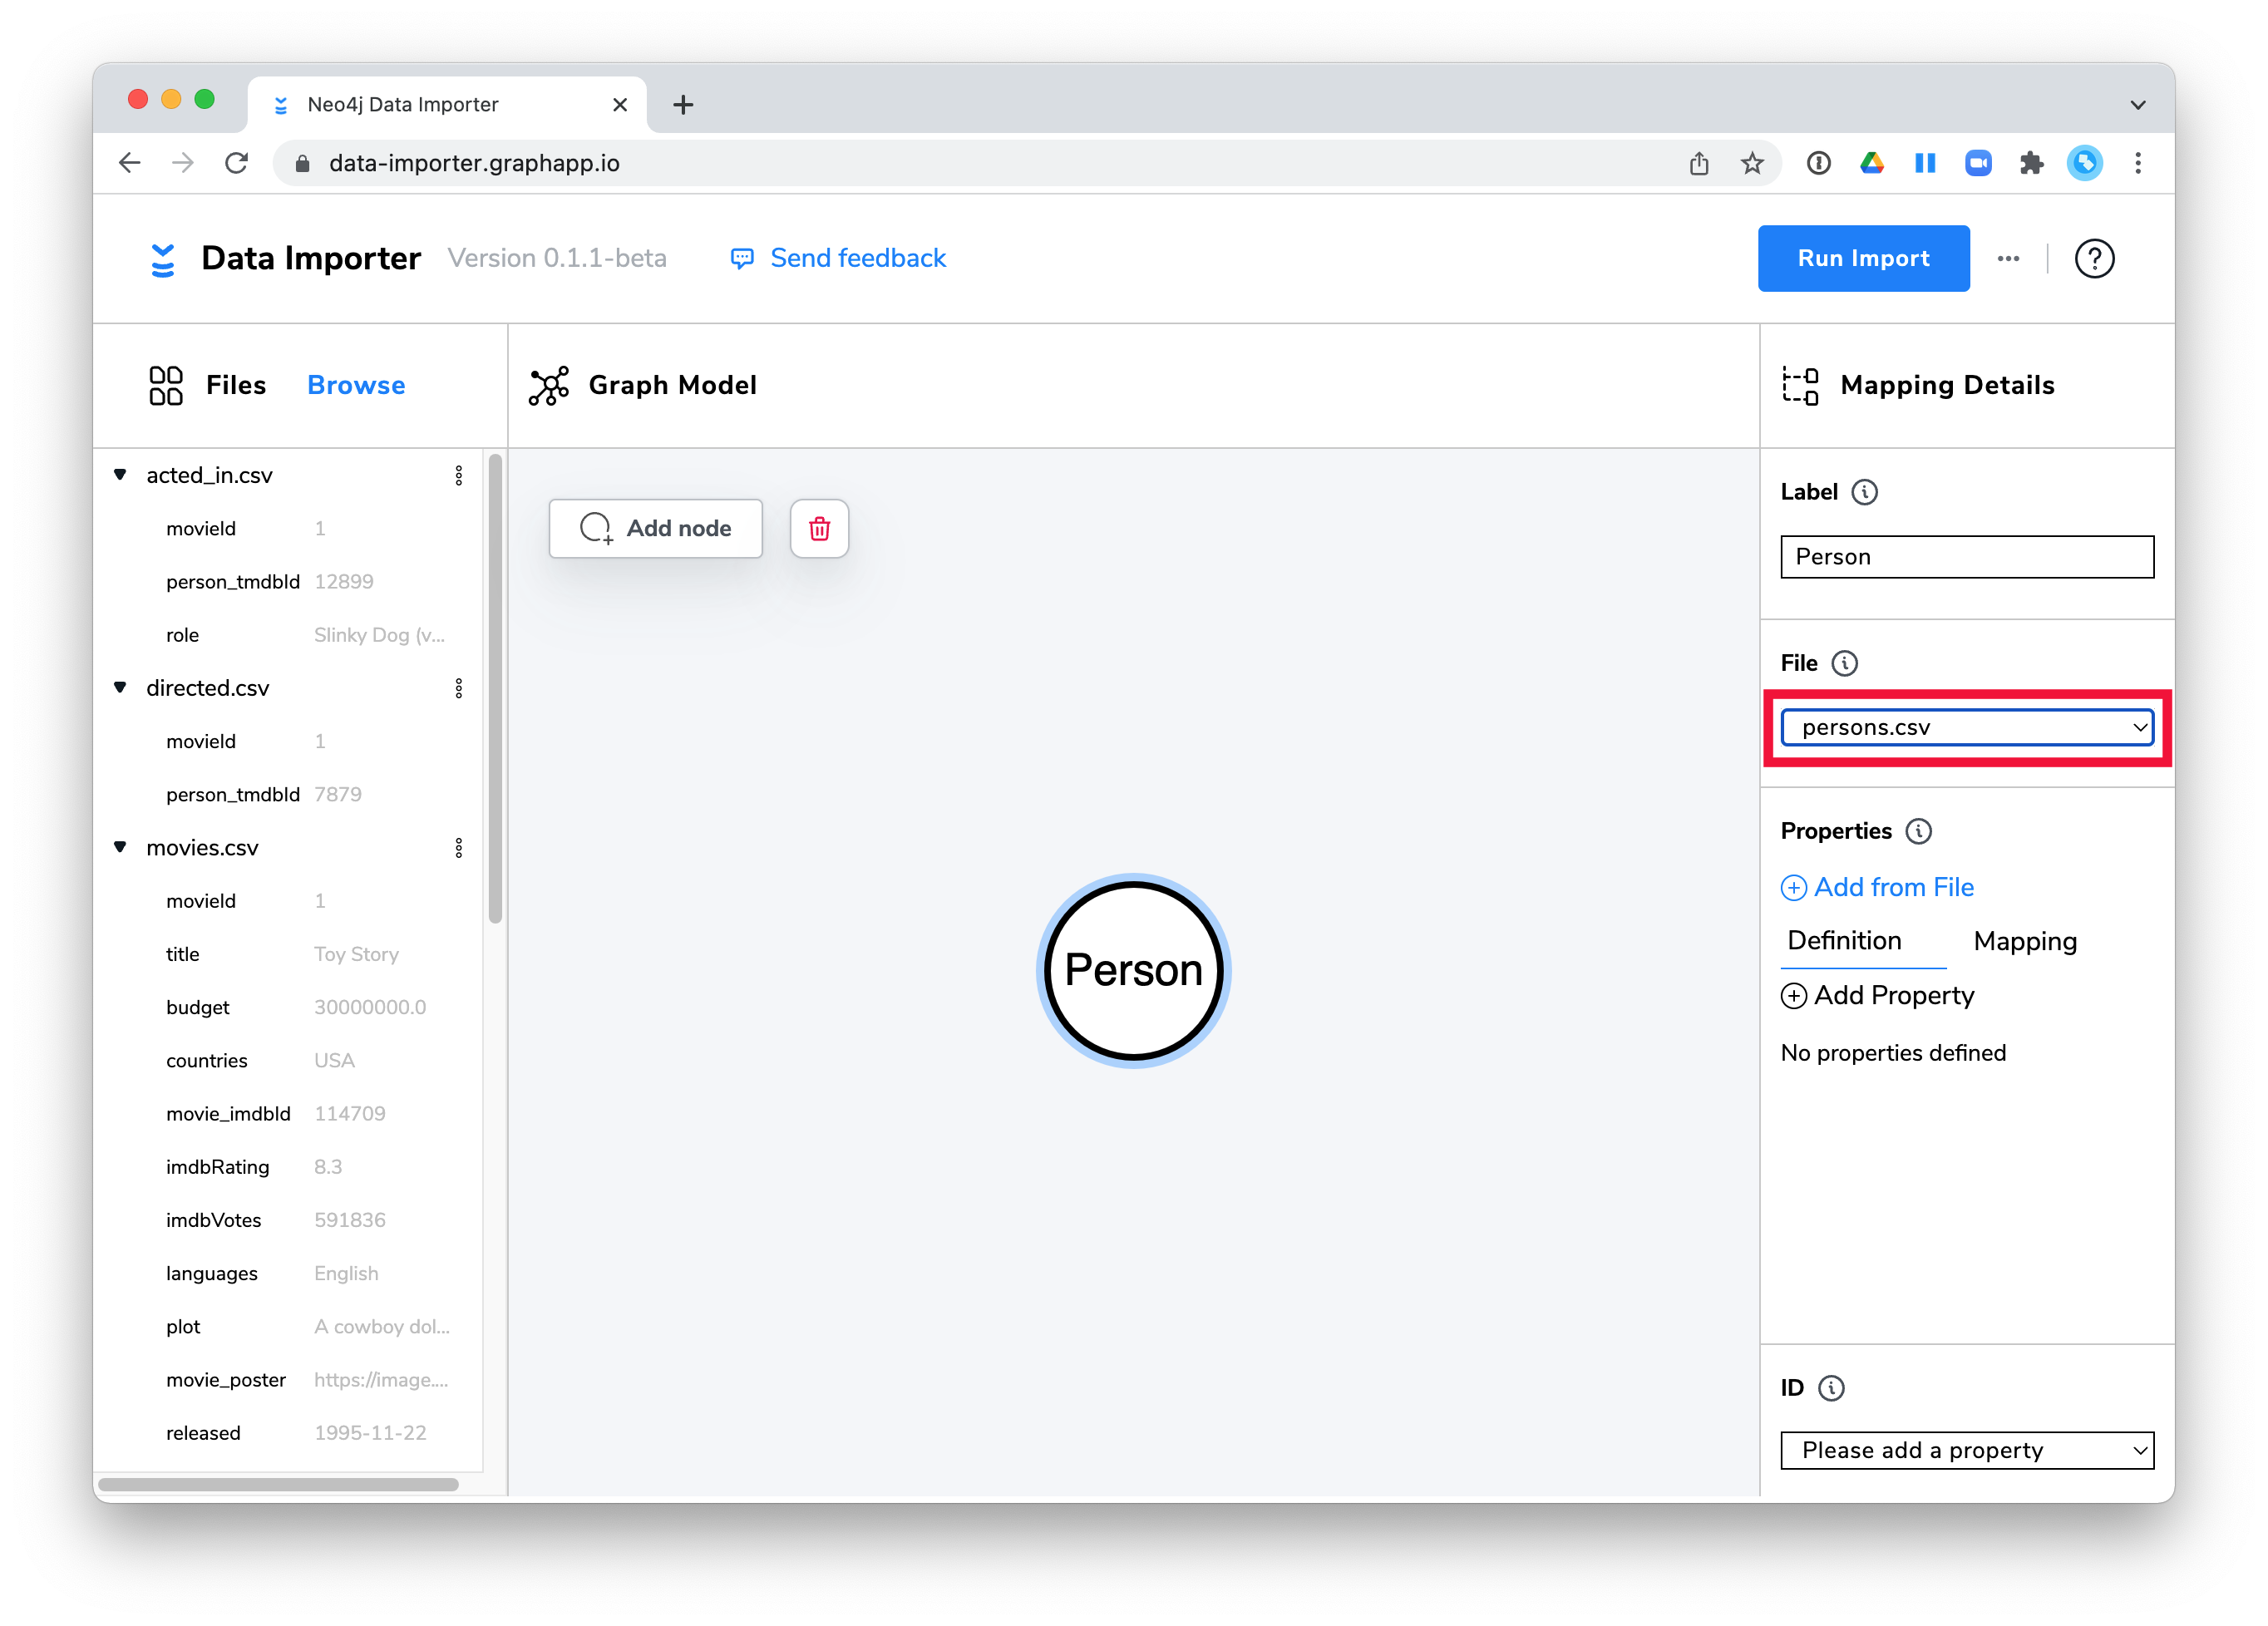 Neo4j Data Importer
data-importer.graphapp.io
Data Importer Version 0.1.1-beta Send feedback Run Import
Files Browse
Graph Model
Mapping Details
acted_in.csv
movieId 1
person_tmdbId 12899
role Slinky Dog (v...
directed.csv
movieId 1
person_tmdbId 7879
movies.csv
movieId 1
title Toy Story
budget 30000000.0
countries USA
movie_imdbId 114709
imdbRating 8.3
imdbVotes 591836
languages English
plot A cowboy dol...
movie_poster https://image....
released 1995-11-22
Add node
Person
Label
Person
File
persons.csv
Properties
Add from File
Definition Mapping
Add Property
No properties defined
ID
Please add a property